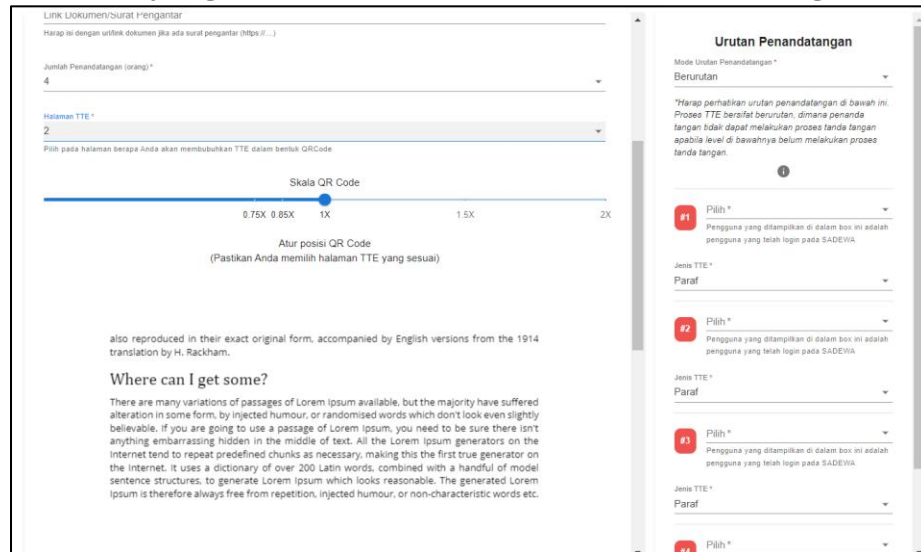 Link Dokumen/Surat Pengantar
Harap isi dengan url/link dokumen jika ada surat pengantar (https://...)
Jumlah Penandatangan (orang) *
4
Halaman TTE *
2
Pilih pada halaman berapa Anda akan membubuhkan TTE dalam bentuk QRCode
Skala QR Code
0.75X 0.85X 1X 1.5X 2X
Atur posisi QR Code
(Pastikan Anda memilih halaman TTE yang sesuai)
also reproduced in their exact original form, accompanied by English versions from the 1914
translation by H. Rackham.
Where can I get some?
There are many variations of passages of Lorem Ipsum available, but the majority have suffered
alteration in some form, by injected humour, or randomised words which don't look even slightly
believable. If you are going to use a passage of Lorem Ipsum, you need to be sure there isn't
anything embarrassing hidden in the middle of text. All the Lorem Ipsum generators on the
Internet tend to repeat predefined chunks as necessary, making this the first true generator on
the Internet. It uses a dictionary of over 200 Latin words, combined with a handful of model
sentence structures, to generate Lorem Ipsum which looks reasonable. The generated Lorem
Ipsum is therefore always free from repetition, injected humour, or non-characteristic words etc.
Urutan Penandatangan
Mode Urutan Penandatangan *
Berurutan
*Harap perhatikan urutan penandatangan di bawah ini.
Proses TTE bersifat berurutan, dimana penanda
tangan tidak dapat melakukan proses tanda tangan
apabila level di bawahnya belum melakukan proses
tanda tangan.
#1
Pilih *
Pengguna yang ditampilkan di dalam box ini adalah
pengguna yang telah login pada SADEWA
Jenis TTE *
Paraf
#2
Pilih *
Pengguna yang ditampilkan di dalam box ini adalah
pengguna yang telah login pada SADEWA
Jenis TTE *
Paraf
#3
Pilih *
Pengguna yang ditampilkan di dalam box ini adalah
pengguna yang telah login pada SADEWA
Jenis TTE *
Paraf
#4
Pilih *